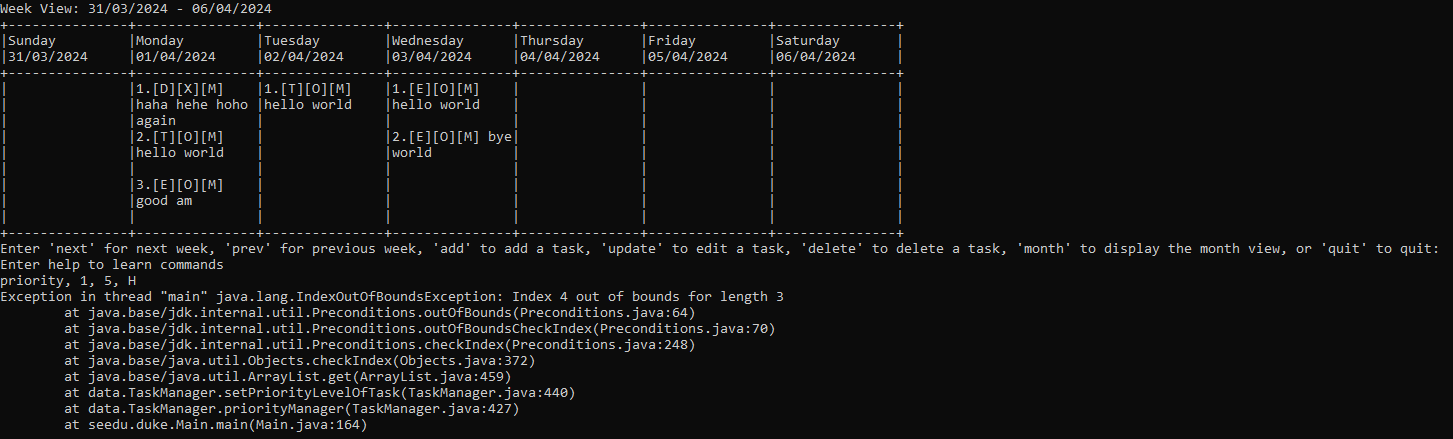 Week View: 31/03/2024 - 06/04/2024
+---------------+---------------+---------------+---------------+---------------+---------------+---------------+
|Sunday         |Monday         |Tuesday        |Wednesday      |Thursday       |Friday         |Saturday       |
|31/03/2024     |01/04/2024     |02/04/2024     |03/04/2024     |04/04/2024     |05/04/2024     |06/04/2024     |
+---------------+---------------+---------------+---------------+---------------+---------------+---------------+
|               |1.[D][X][M]    |1.[T][O][M]    |1.[E][O][M]    |               |               |               |
|               |haha hehe hoho |hello world    |hello world    |               |               |               |
|               |again          |               |               |               |               |               |
|               |2.[T][O][M]    |               |2.[E][O][M] bye|               |               |               |
|               |hello world    |               |world          |               |               |               |
|               |               |               |               |               |               |               |
|               |3.[E][O][M]    |               |               |               |               |               |
|               |good am        |               |               |               |               |               |
|               |               |               |               |               |               |               |
+---------------+---------------+---------------+---------------+---------------+---------------+---------------+
Enter 'next' for next week, 'prev' for previous week, 'add' to add a task, 'update' to edit a task, 'delete' to delete a task, 'month' to display the month view, or 'quit' to quit:
Enter help to learn commands
priority, 1, 5, H
Exception in thread "main" java.lang.IndexOutOfBoundsException: Index 4 out of bounds for length 3
        at java.base/jdk.internal.util.Preconditions.outOfBounds(Preconditions.java:64)
        at java.base/jdk.internal.util.Preconditions.outOfBoundsCheckIndex(Preconditions.java:70)
        at java.base/jdk.internal.util.Preconditions.checkIndex(Preconditions.java:248)
        at java.base/java.util.Objects.checkIndex(Objects.java:372)
        at java.base/java.util.ArrayList.get(ArrayList.java:459)
        at data.TaskManager.setPriorityLevelOfTask(TaskManager.java:440)
        at data.TaskManager.priorityManager(TaskManager.java:427)
        at seedu.duke.Main.main(Main.java:164)